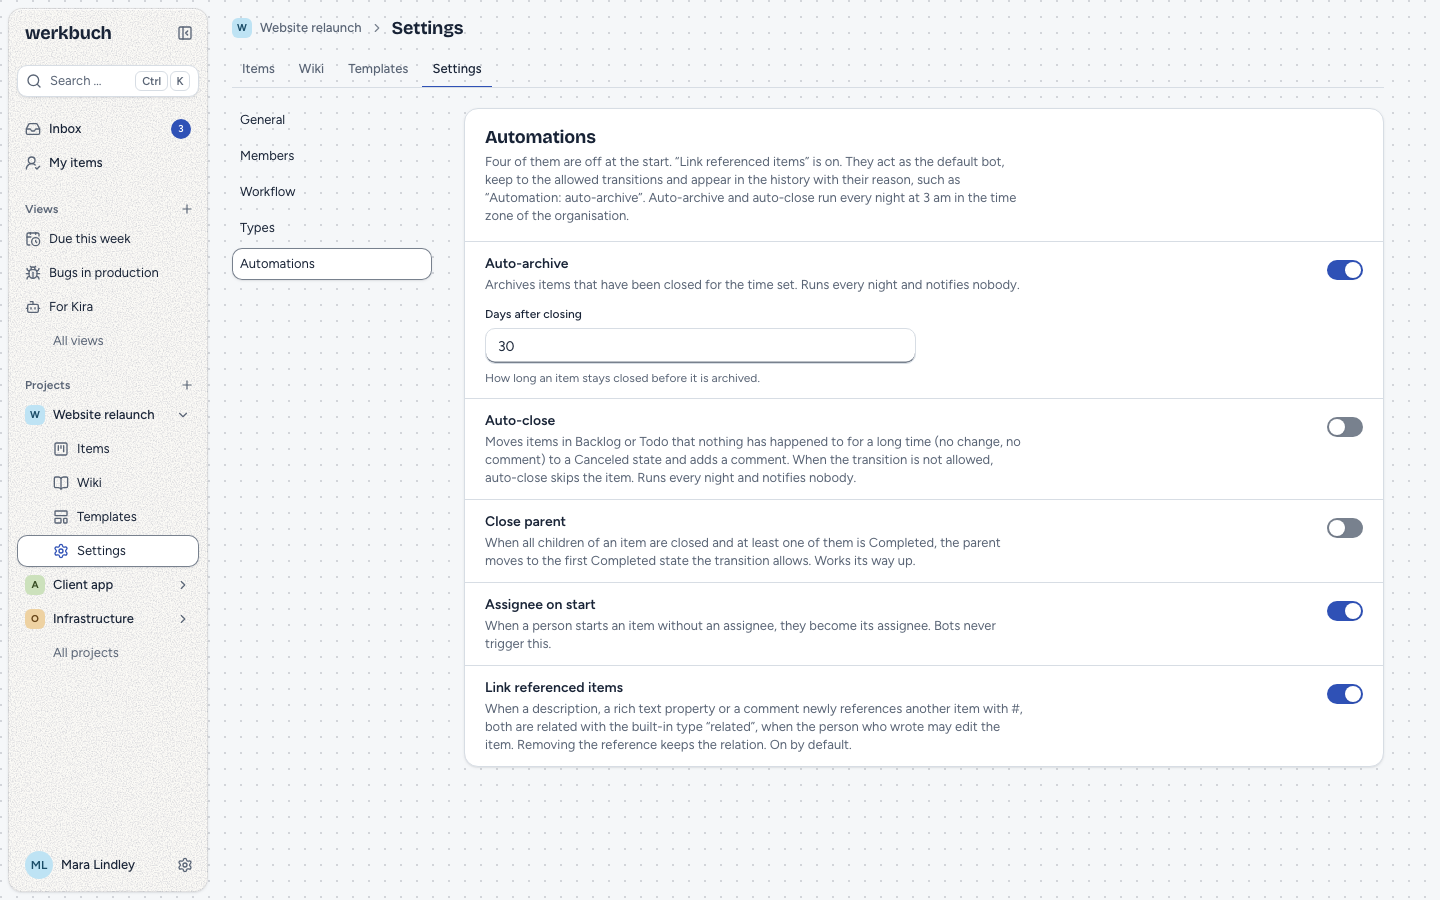 werkbuch
Search ...
Ctrl
K
Inbox
3
My items
Views
Due this week
Bugs in production
For Kira
All views
Projects
W
Website relaunch
Items
Wiki
Templates
Settings
A
Client app
O
Infrastructure
All projects
ML
Mara Lindley
W
Website relaunch
Settings
Items
Wiki
Templates
Settings
General
Members
Workflow
Types
Automations
Automations
Four of them are off at the start. “Link referenced items” is on. They act as the default bot,
keep to the allowed transitions and appear in the history with their reason, such as
“Automation: auto-archive”. Auto-archive and auto-close run every night at 3 am in the time
zone of the organisation.
Auto-archive
Archives items that have been closed for the time set. Runs every night and notifies nobody.
Days after closing
30
How long an item stays closed before it is archived.
Auto-close
Moves items in Backlog or Todo that nothing has happened to for a long time (no change, no
comment) to a Canceled state and adds a comment. When the transition is not allowed,
auto-close skips the item. Runs every night and notifies nobody.
Close parent
When all children of an item are closed and at least one of them is Completed, the parent
moves to the first Completed state the transition allows. Works its way up.
Assignee on start
When a person starts an item without an assignee, they become its assignee. Bots never
trigger this.
Link referenced items
When a description, a rich text property or a comment newly references another item with #,
both are related with the built-in type “related”, when the person who wrote may edit the
item. Removing the reference keeps the relation. On by default.